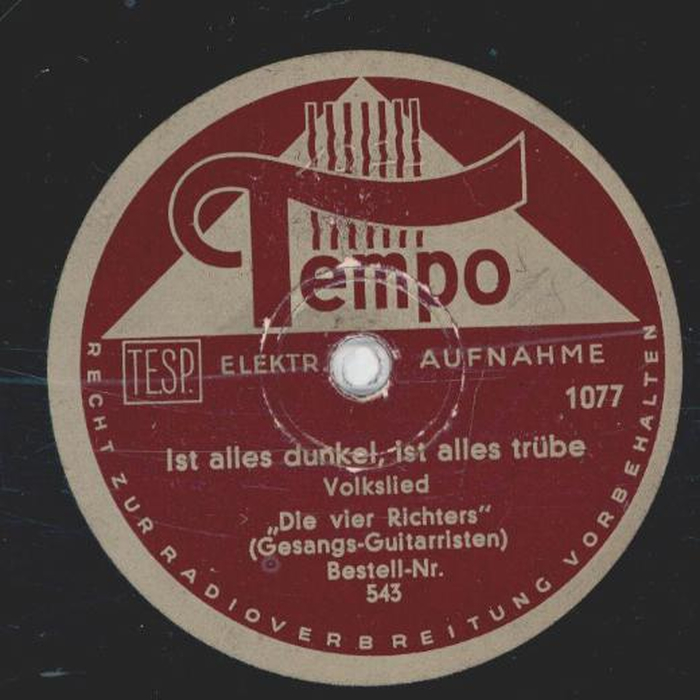 Tempo
TESP. ELEKTR. AUFNAHME
1077
Ist alles dunkel, ist alles trübe
Volkslied
„Die vier Richters“
(Gesangs-Guitarristen)
Bestell-Nr.
543
RECHT ZUR RADIOVERBREITUNG VORBEHALTEN